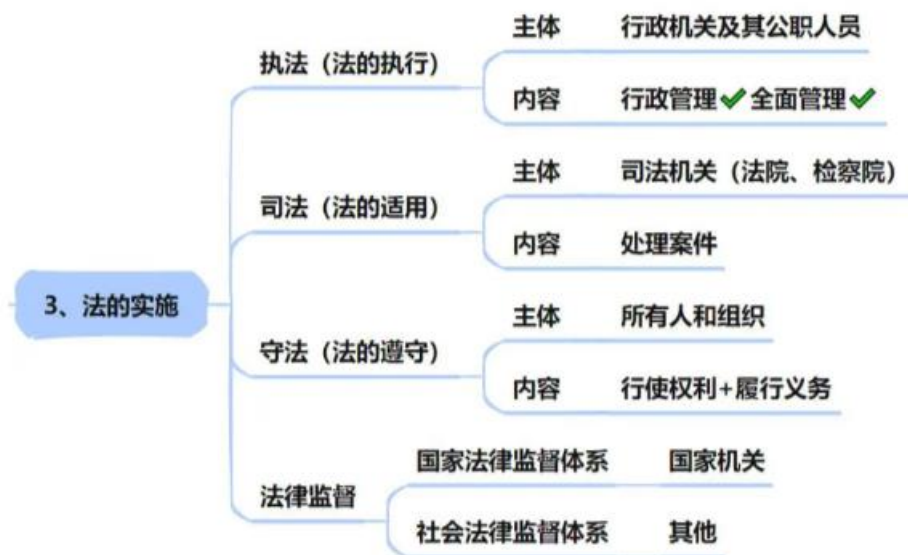 3、法的实施
执法（法的执行）
主体 行政机关及其公职人员
内容 行政管理✔全面管理✔
司法（法的适用）
主体 司法机关（法院、检察院）
内容 处理案件
守法（法的遵守）
主体 所有人和组织
内容 行使权利+履行义务
法律监督
国家法律监督体系 国家机关
社会法律监督体系 其他